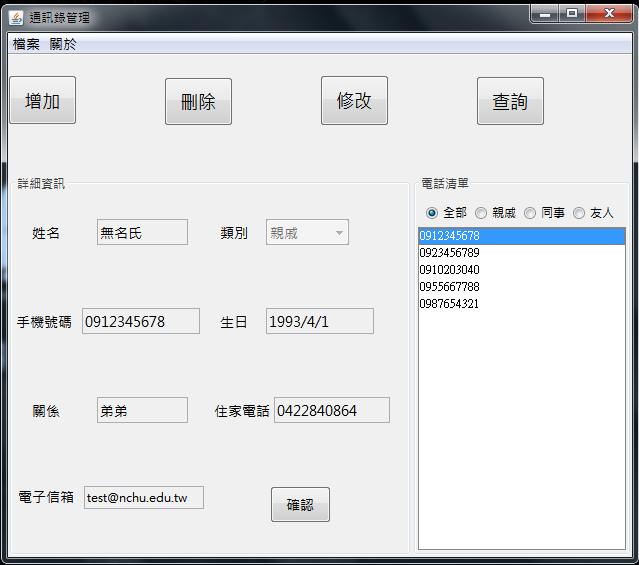 通訊錄管理
檔案 關於
增加 刪除 修改 查詢
詳細資訊
姓名 無名氏 類別 親戚
手機號碼 0912345678 生日 1993/4/1
關係 弟弟 住家電話 0422840864
電子信箱 test@nchu.edu.tw 確認
電話清單
全部 親戚 同事 友人
0912345678
0923456789
0910203040
0955667788
0987654321